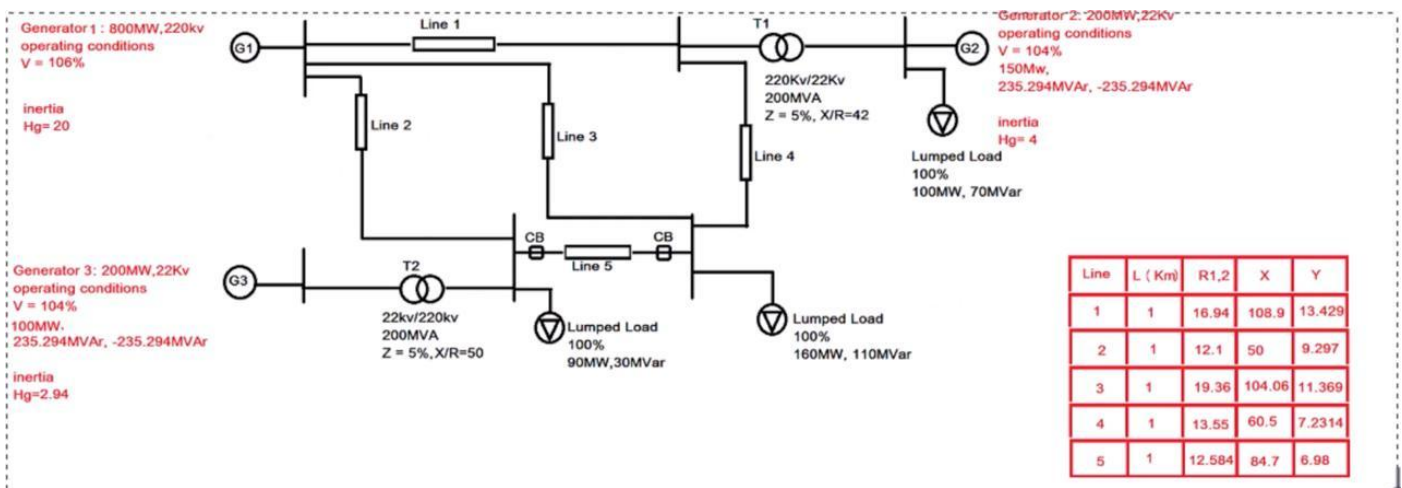 Generator 1 : 800MW,220kv
operating conditions
V = 106%
inertia
Hg= 20
G1
Line 1
T1
G2
220Kv/22Kv
200MVA
Z = 5%, X/R=42
Generator 2: 200MW,22Kv
operating conditions
V = 104%
150Mw,
235.294MVAr, -235.294MVAr
inertia
Hg= 4
Lumped Load
100%
100MW, 70MVar
Line 2
Line 3
Line 4
CB
Line 5
CB
Generator 3: 200MW,22Kv
operating conditions
V = 104%
100MW.
235.294MVAr, -235.294MVAr
inertia
Hg=2.94
G3
T2
22kv/220kv
200MVA
Z = 5%,X/R=50
Lumped Load
100%
90MW,30MVar
Lumped Load
100%
160MW, 110MVar
Line L ( Km) R1,2 X Y
1 1 16.94 108.9 13.429
2 1 12.1 50 9.297
3 1 19.36 104.06 11.369
4 1 13.55 60.5 7.2314
5 1 12.584 84.7 6.98